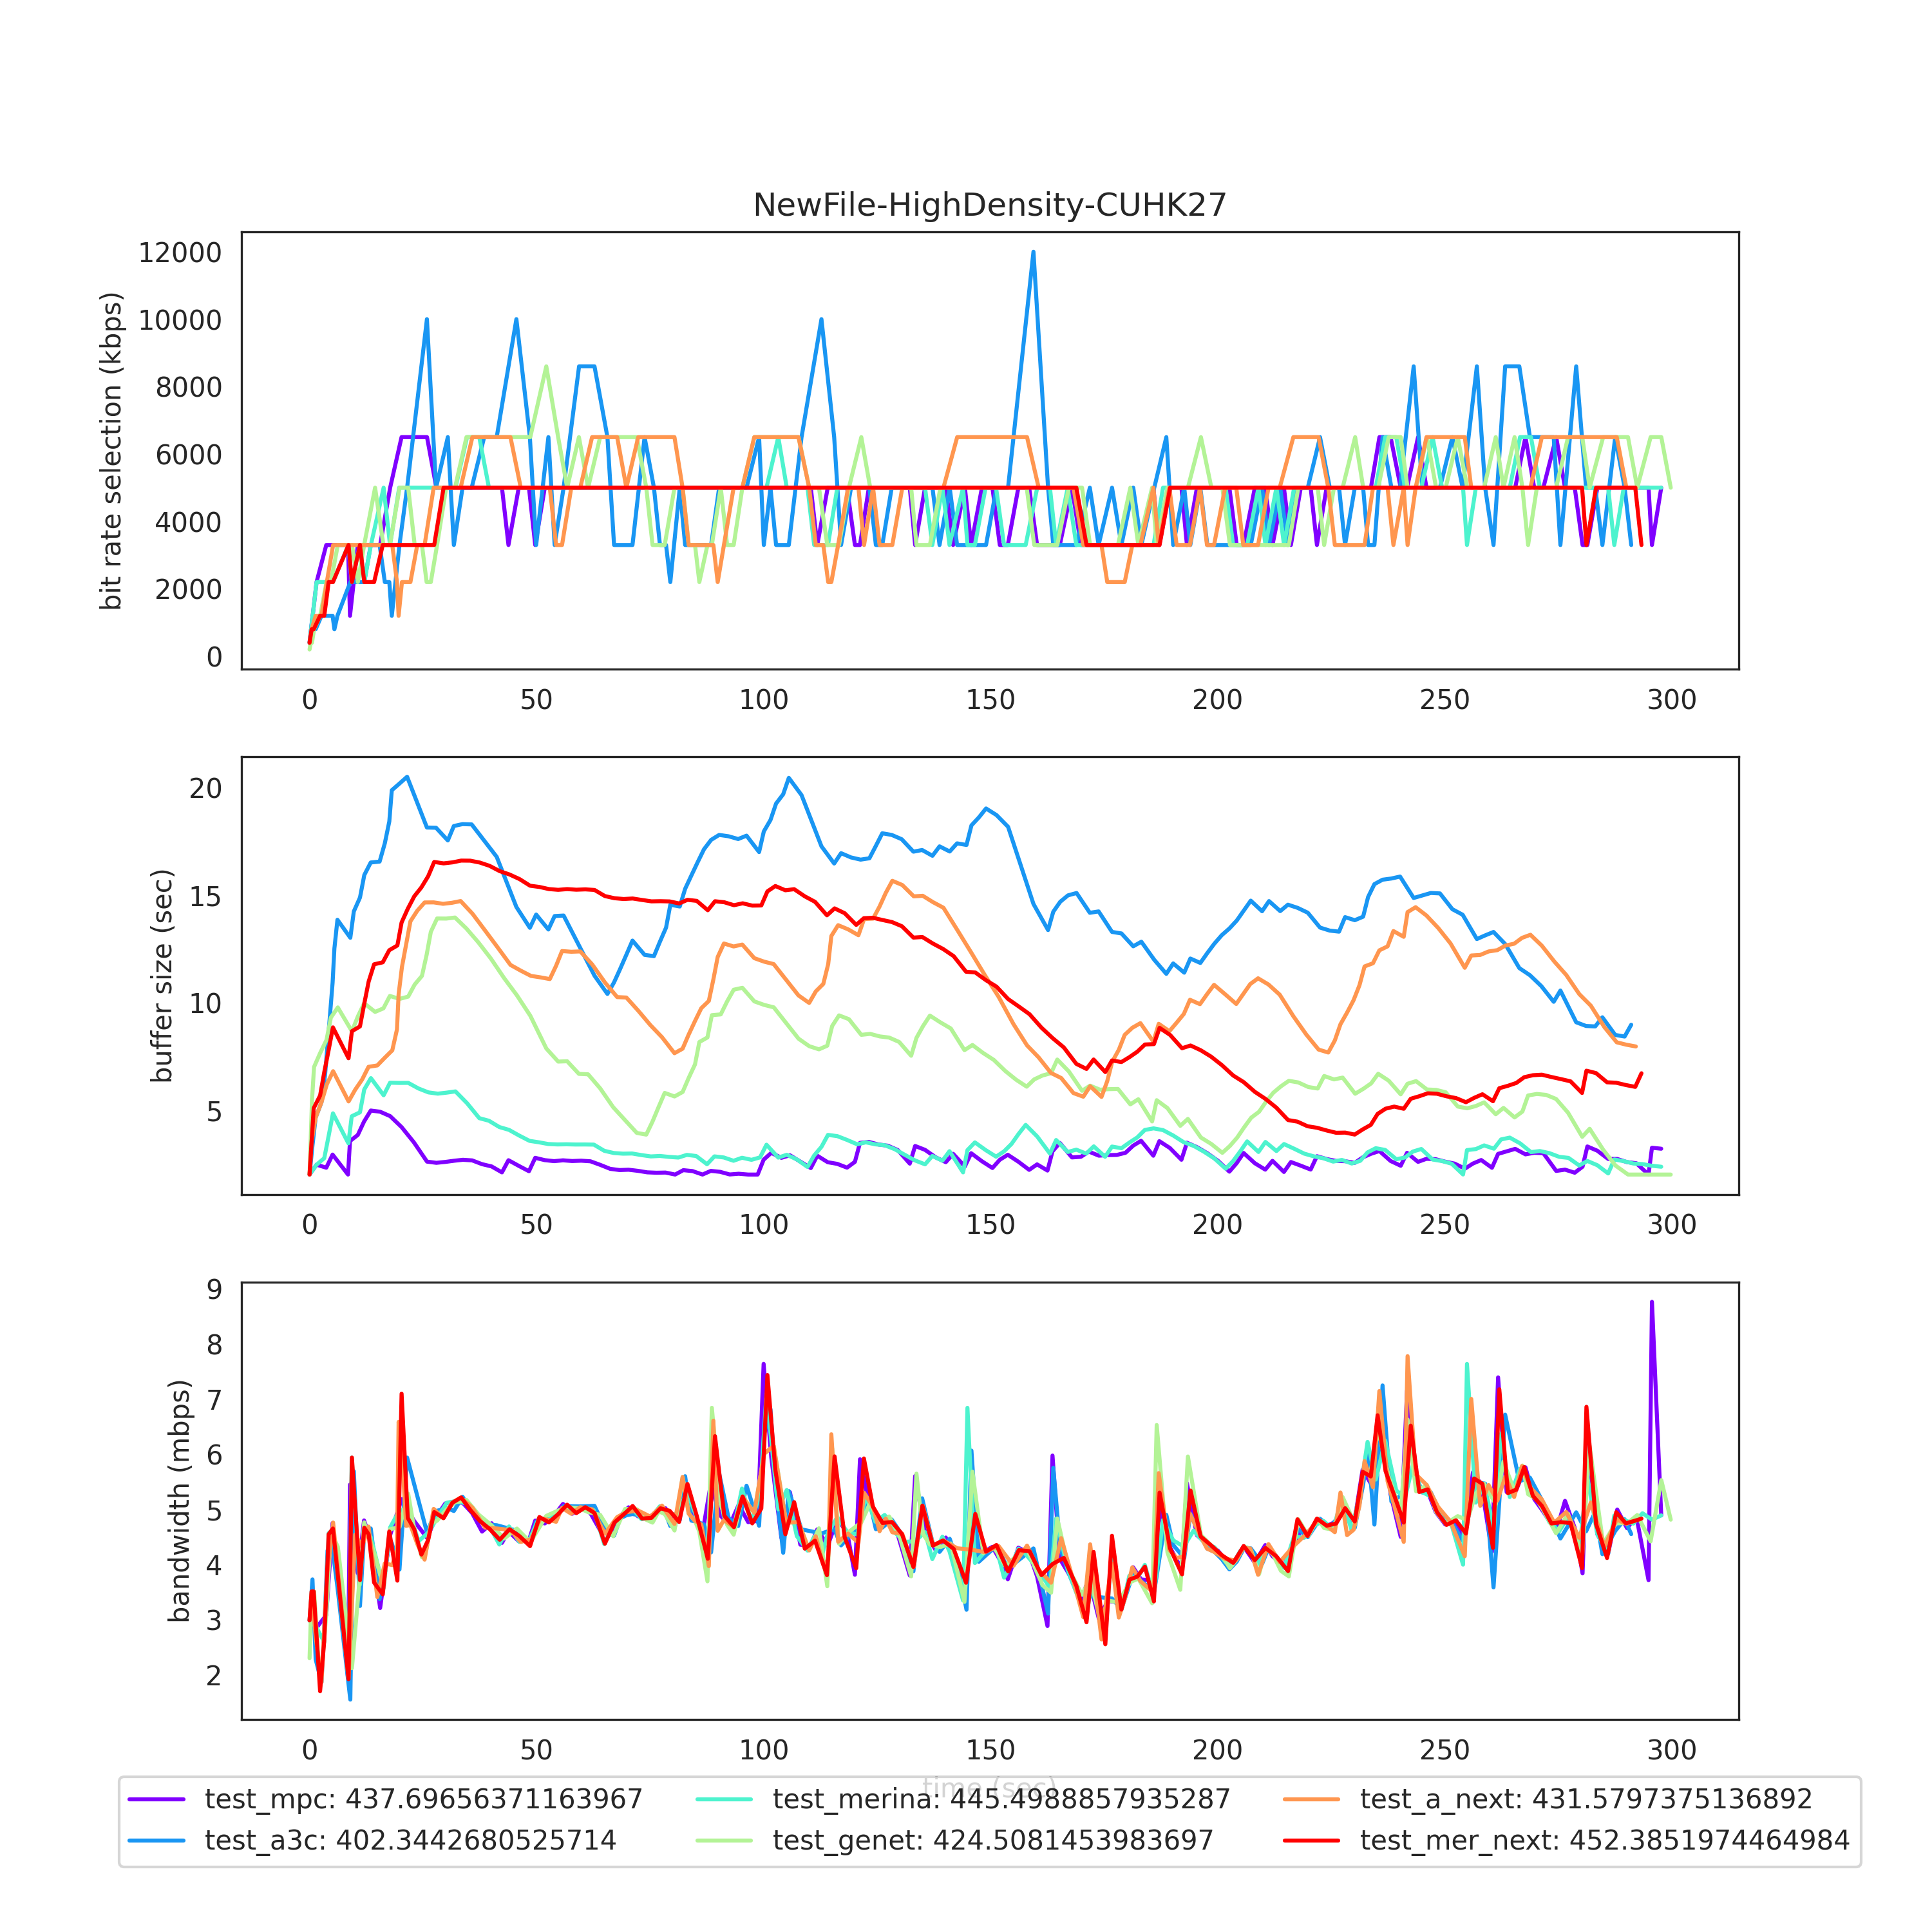 NewFile-HighDensity-CUHK27
bit rate selection (kbps)
12000
10000
8000
6000
4000
2000
0
0 50 100 150 200 250 300
buffer size (sec)
20
15
10
5
0 50 100 150 200 250 300
bandwidth (mbps)
9
8
7
6
5
4
3
2
0 50 100 150 200 250 300
time (sec)
test_mpc: 437.69656371163967 test_merina: 445.4988857935287 test_a_next: 431.5797375136892
test_a3c: 402.3442680525714 test_genet: 424.5081453983697 test_mer_next: 452.3851974464984